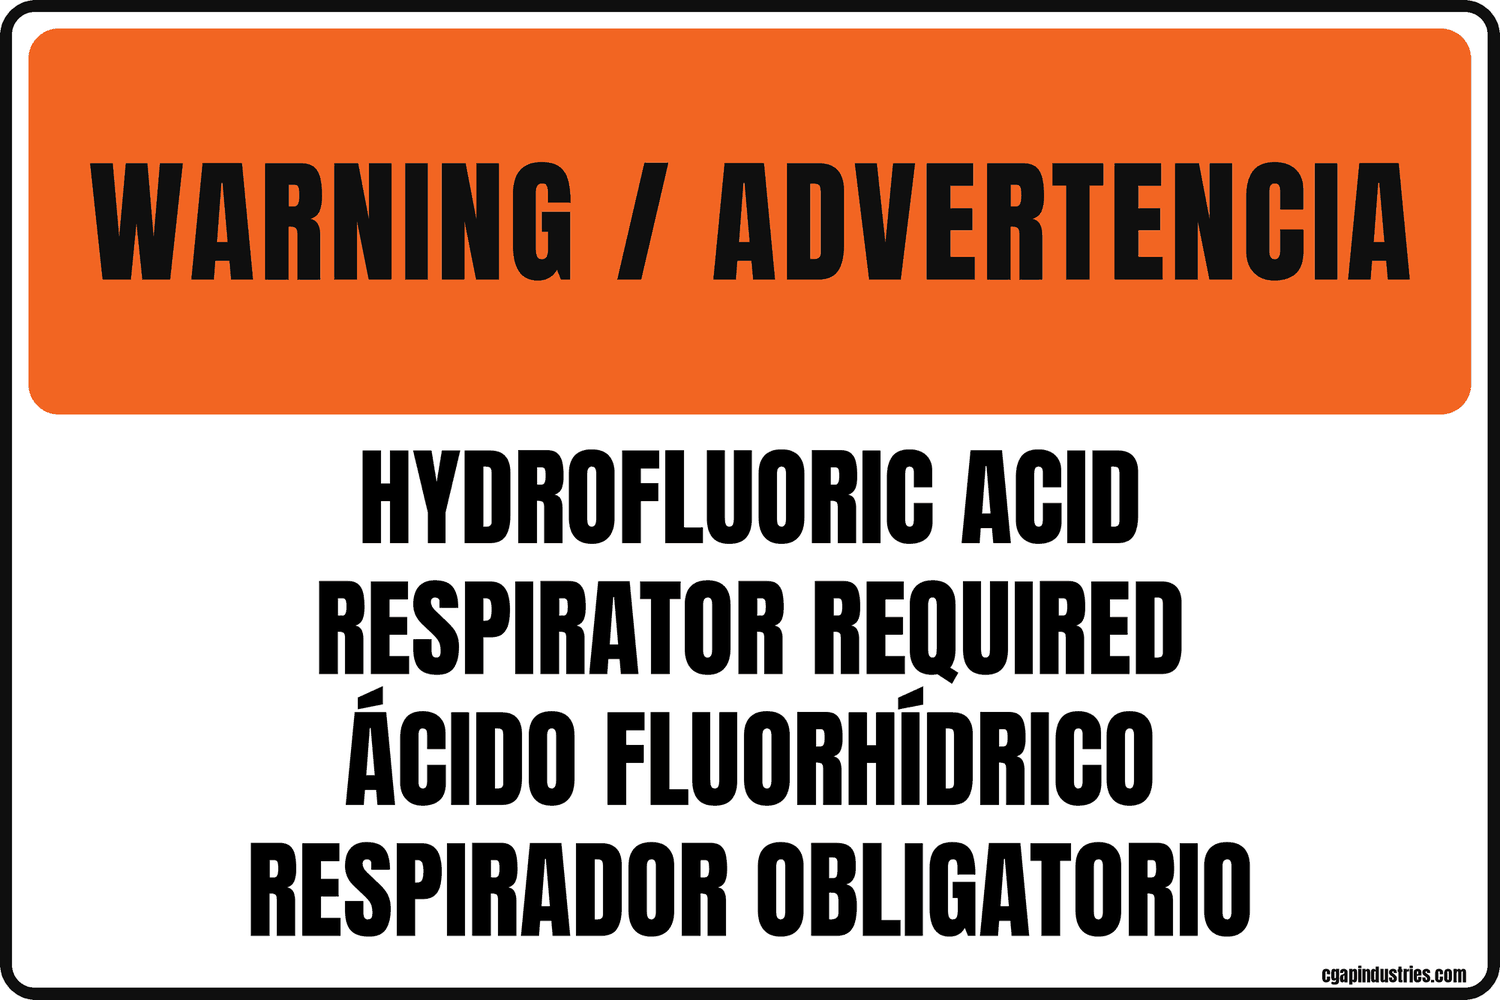 WARNING / ADVERTENCIA
HYDROFLUORIC ACID
RESPIRATOR REQUIRED
ÁCIDO FLUORHÍDRICO
RESPIRADOR OBLIGATORIO
cgapindustries.com